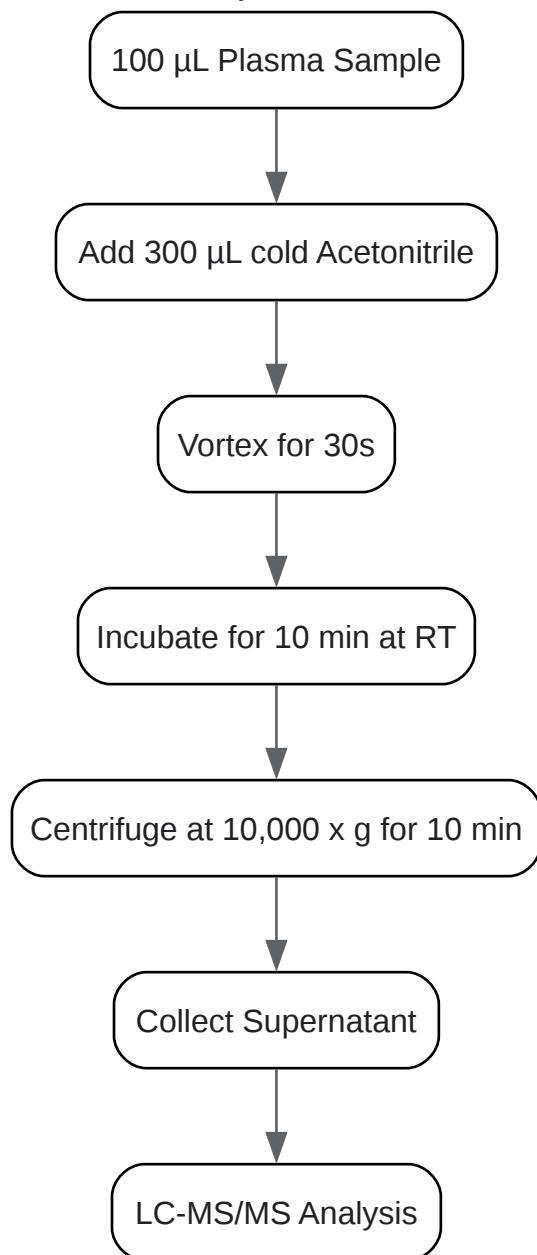 100 µL Plasma Sample
Add 300 µL cold Acetonitrile
Vortex for 30s
Incubate for 10 min at RT
Centrifuge at 10,000 x g for 10 min
Collect Supernatant
LC-MS/MS Analysis